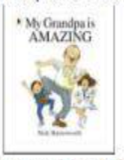 My Grandpa is
AMAZING
Nick Butterworth